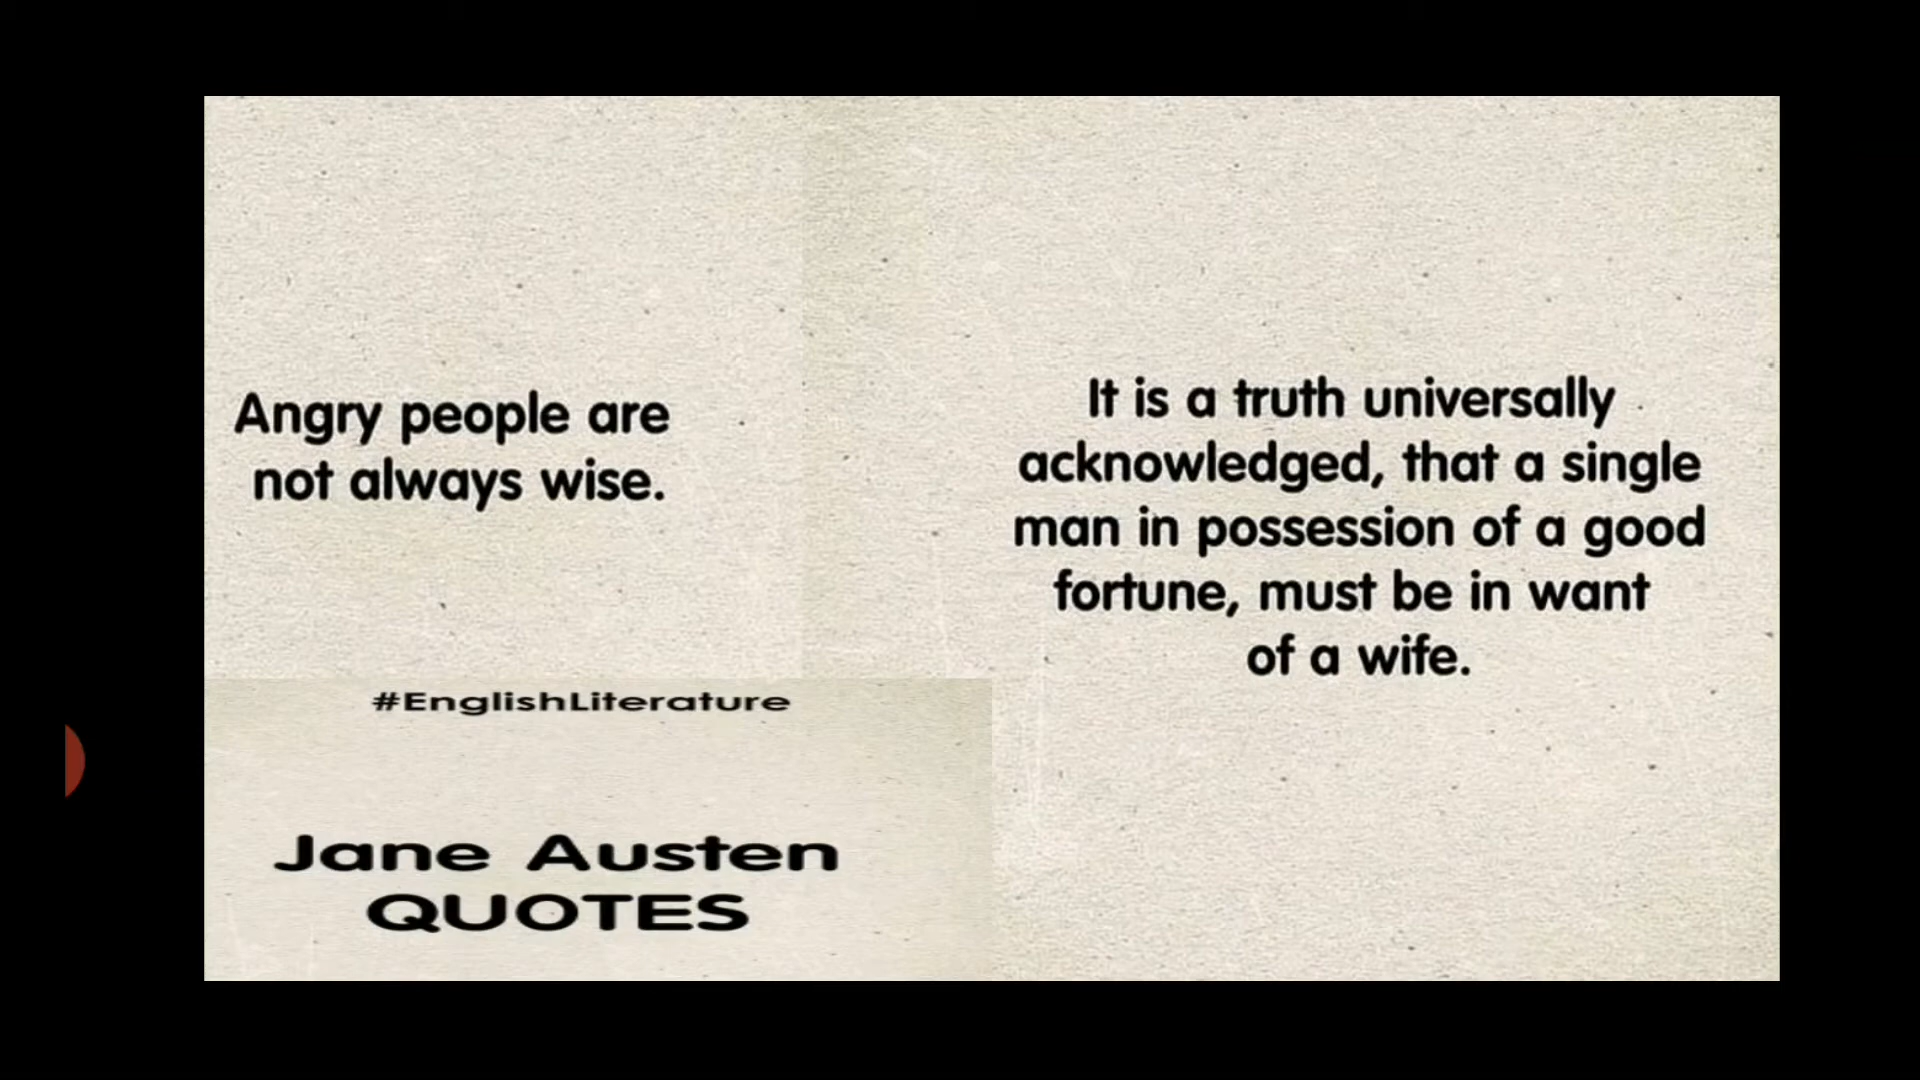 Angry people are
not always wise.
It is a truth universally
acknowledged, that a single
man in possession of a good
fortune, must be in want
of a wife.
#EnglishLiterature
Jane Austen
QUOTES